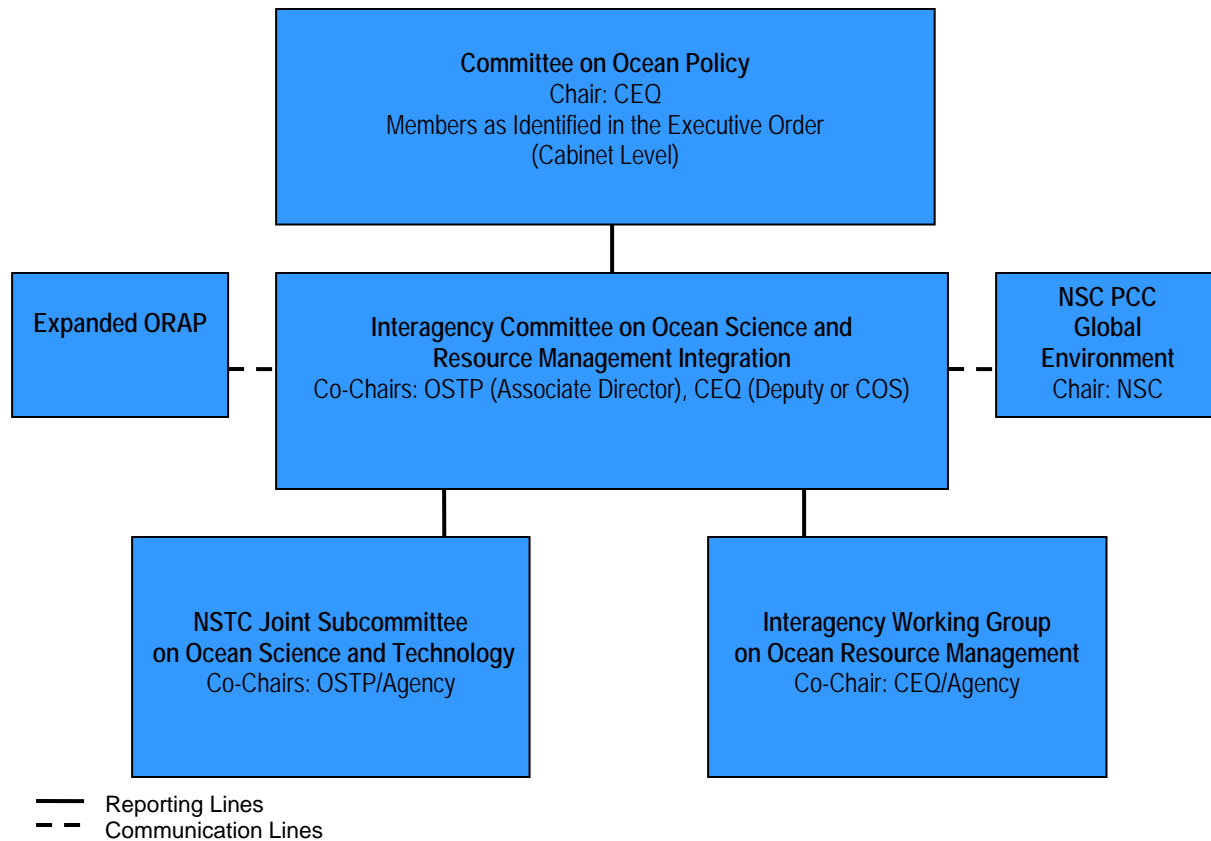 Committee on Ocean Policy
Chair: CEQ
Members as Identified in the Executive Order
(Cabinet Level)
Expanded ORAP
Interagency Committee on Ocean Science and
Resource Management Integration
Co-Chairs: OSTP (Associate Director), CEQ (Deputy or COS)
NSC PCC
Global
Environment
Chair: NSC
NSTC Joint Subcommittee
on Ocean Science and Technology
Co-Chairs: OSTP/Agency
Interagency Working Group
on Ocean Resource Management
Co-Chair: CEQ/Agency
Reporting Lines
Communication Lines